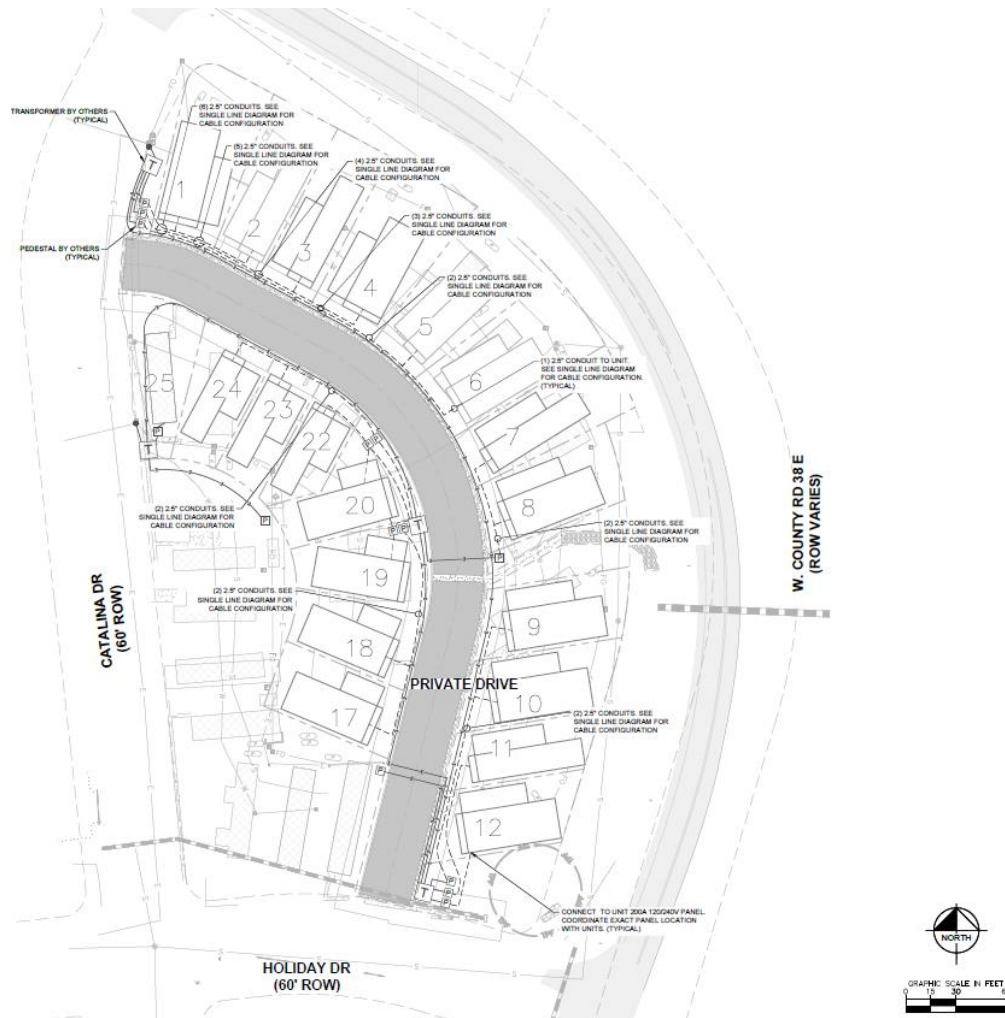 TRANSFORMER BY OTHERS
(TYPICAL)
(6) 2.5" CONDUITS. SEE
SINGLE LINE DIAGRAM FOR
CABLE CONFIGURATION
(5) 2.5" CONDUITS. SEE
SINGLE LINE DIAGRAM FOR
CABLE CONFIGURATION
(4) 2.5" CONDUITS. SEE
SINGLE LINE DIAGRAM FOR
CABLE CONFIGURATION
(3) 2.5" CONDUITS. SEE
SINGLE LINE DIAGRAM FOR
CABLE CONFIGURATION
PEDESTAL BY OTHERS
(TYPICAL)
(2) 2.5" CONDUITS. SEE
SINGLE LINE DIAGRAM FOR
CABLE CONFIGURATION
(1) 2.5" CONDUIT TO UNIT.
SEE SINGLE LINE DIAGRAM
FOR CABLE CONFIGURATION.
(TYPICAL)
T
P
P
P
1
2
3
4
5
6
7
8
25
24
23
22
P
P
T
P
P
(2) 2.5" CONDUITS. SEE
SINGLE LINE DIAGRAM FOR
CABLE CONFIGURATION
20
P
P
T
(2) 2.5" CONDUITS. SEE
SINGLE LINE DIAGRAM FOR
CABLE CONFIGURATION
P
W. COUNTY RD 38 E
(ROW VARIES)
19
(2) 2.5" CONDUITS. SEE
SINGLE LINE DIAGRAM FOR
CABLE CONFIGURATION
9
CATALINA DR
(60' ROW)
18
PRIVATE DRIVE
17
10
(2) 2.5" CONDUITS. SEE
SINGLE LINE DIAGRAM FOR
CABLE CONFIGURATION
11
P
12
T
P
P
P
CONNECT TO UNIT 200A 120/240V PANEL.
COORDINATE EXACT PANEL LOCATION
WITH UNITS. (TYPICAL)
HOLIDAY DR
(60' ROW)
NORTH
GRAPHIC SCALE IN FEET
0 15 30